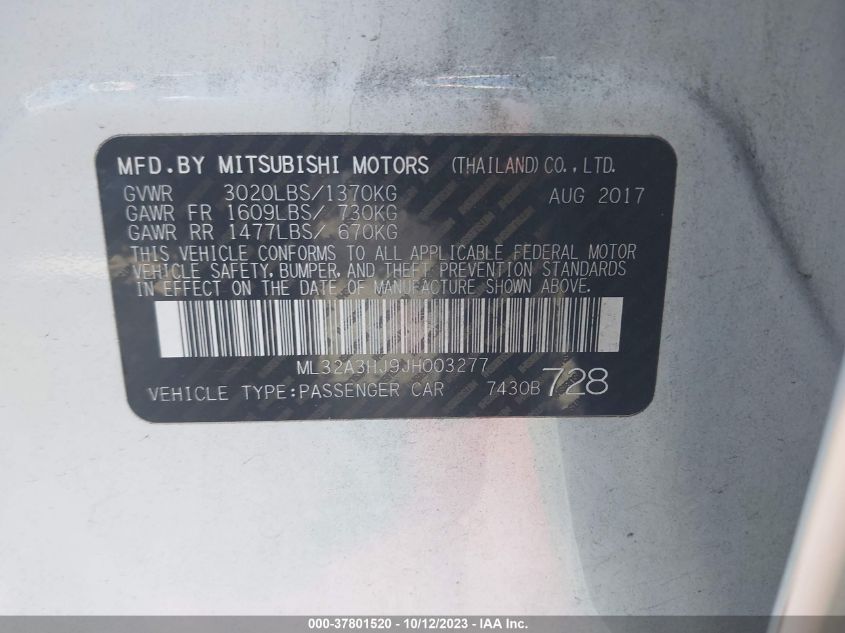 MFD.BY MITSUBISHI MOTORS (THAILAND) CO., LTD.
GVWR 3020LBS/1370KG AUG 2017
GAWR FR 1609LBS/ 730KG
GAWR RR 1477LBS/ 670KG
THIS VEHICLE CONFORMS TO ALL APPLICABLE FEDERAL MOTOR
VEHICLE SAFETY, BUMPER, AND THEFT PREVENTION STANDARDS
IN EFFECT ON THE DATE OF MANUFACTURE SHOWN ABOVE.
ML32A3HJ9JH003277
VEHICLE TYPE:PASSENGER CAR 7430B 728
000-37801520 - 10/12/2023 - IAA Inc.